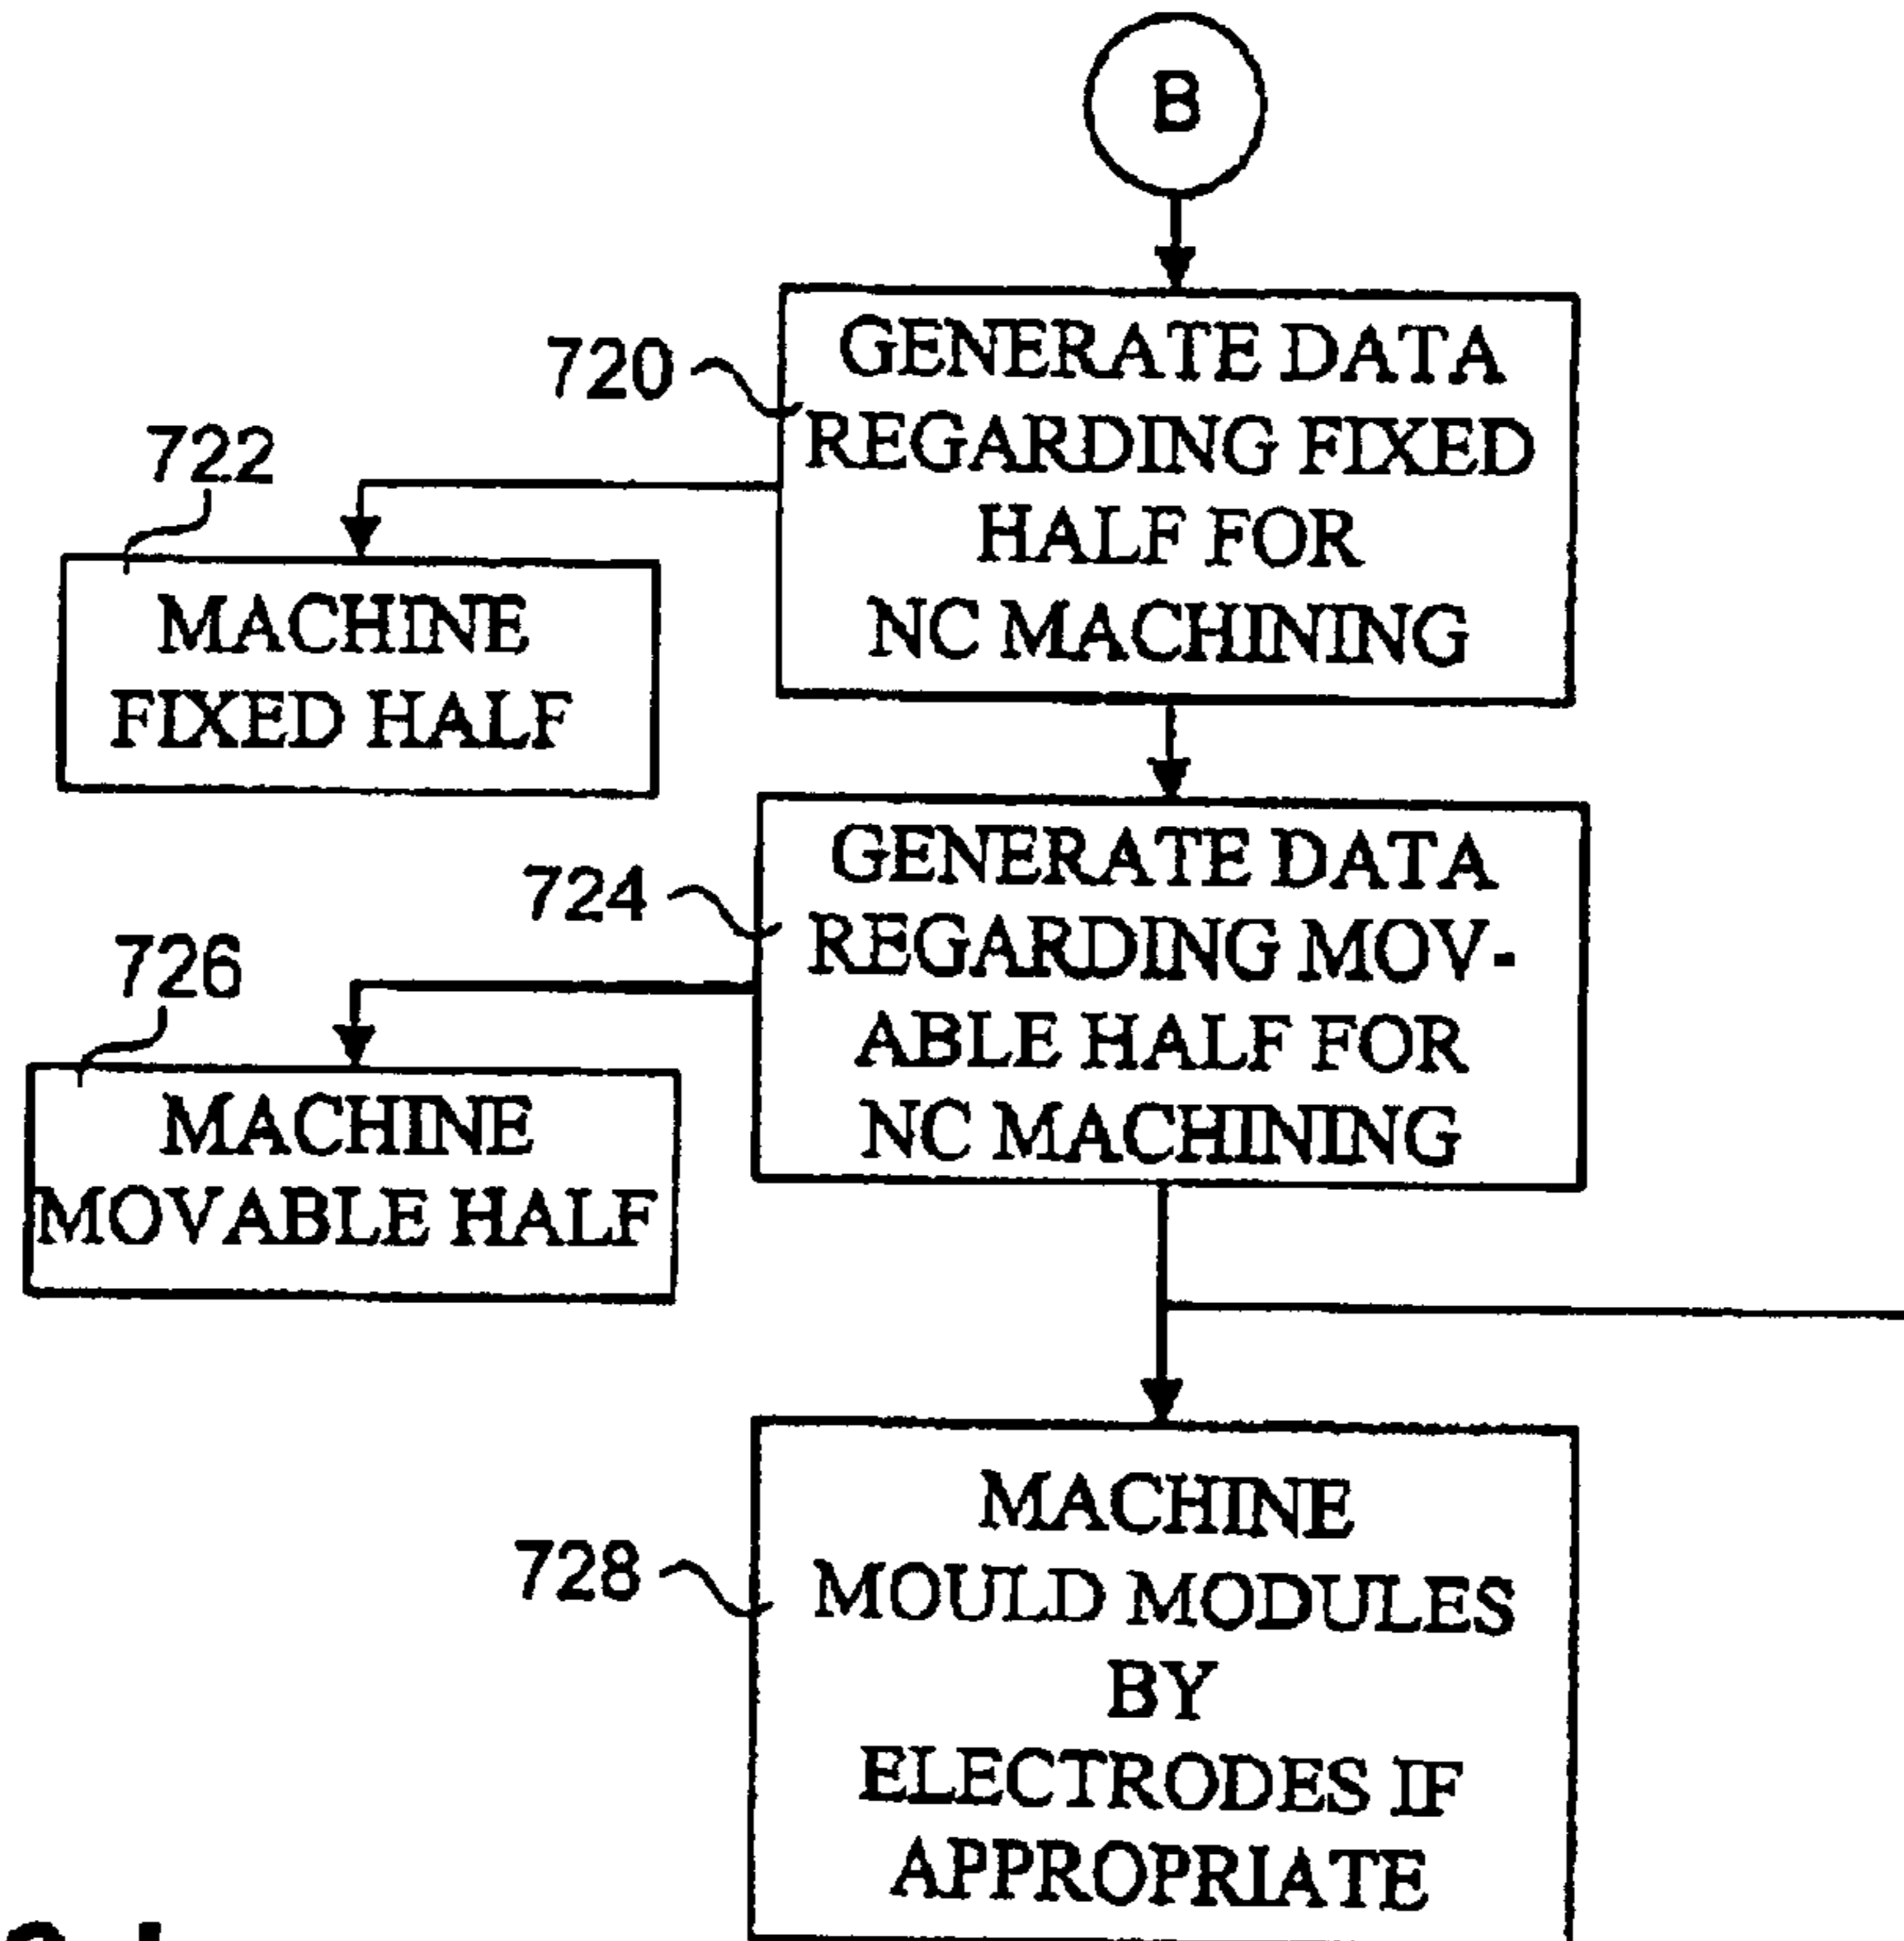 B
720
GENERATE DATA
REGARDING FIXED
HALF FOR
NC MACHINING
722
MACHINE
FIXED HALF
724
GENERATE DATA
REGARDING MOV-
ABLE HALF FOR
NC MACHINING
726
MACHINE
MOVABLE HALF
728
MACHINE
MOULD MODULES
BY
ELECTRODES IF
APPROPRIATE